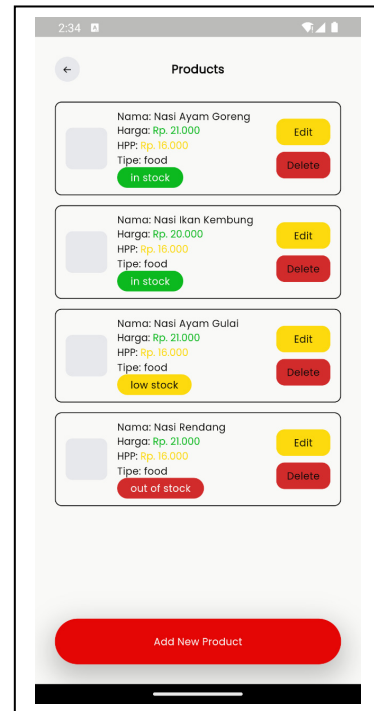 2:34
Products
Nama: Nasi Ayam Goreng
Harga: Rp. 21.000
HPP: Rp. 16.000
Tipe: food
in stock
Edit
Delete
Nama: Nasi Ikan Kembung
Harga: Rp. 20.000
HPP: Rp. 16.000
Tipe: food
in stock
Edit
Delete
Nama: Nasi Ayam Gulai
Harga: Rp. 21.000
HPP: Rp. 16.000
Tipe: food
low stock
Edit
Delete
Nama: Nasi Rendang
Harga: Rp. 21.000
HPP: Rp. 16.000
Tipe: food
out of stock
Edit
Delete
Add New Product